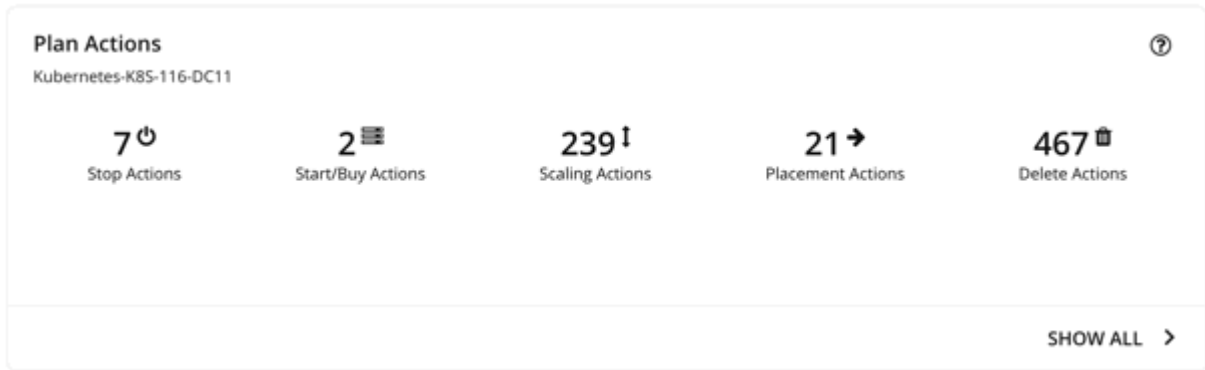 Plan Actions
Kubernetes-K8S-116-DC11
7 2 239 21 467
Stop Actions Start/Buy Actions Scaling Actions Placement Actions Delete Actions
SHOW ALL